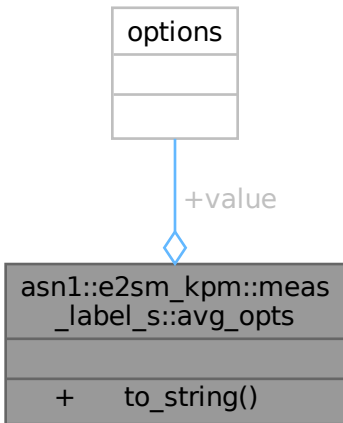 options
+value
asn1::e2sm_kpm::meas
_label_s::avg_opts
+ to_string()